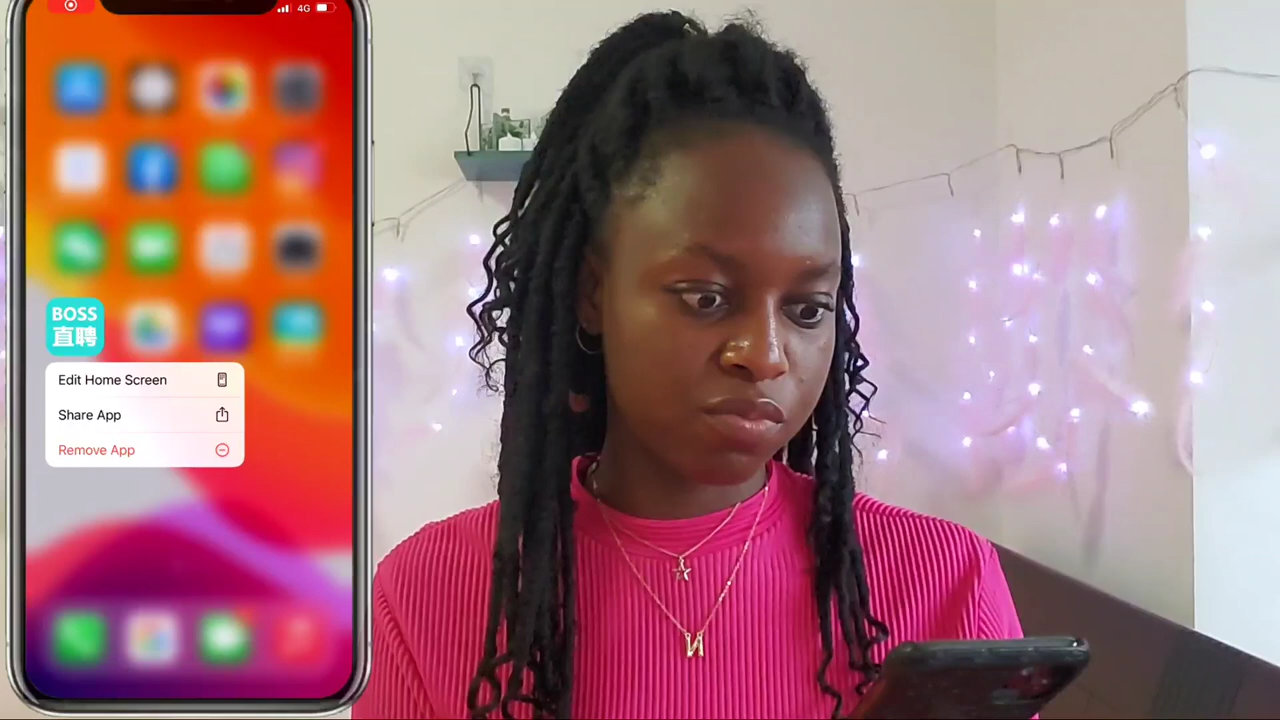 4G
BOSS
直聘
Edit Home Screen
Share App
Remove App